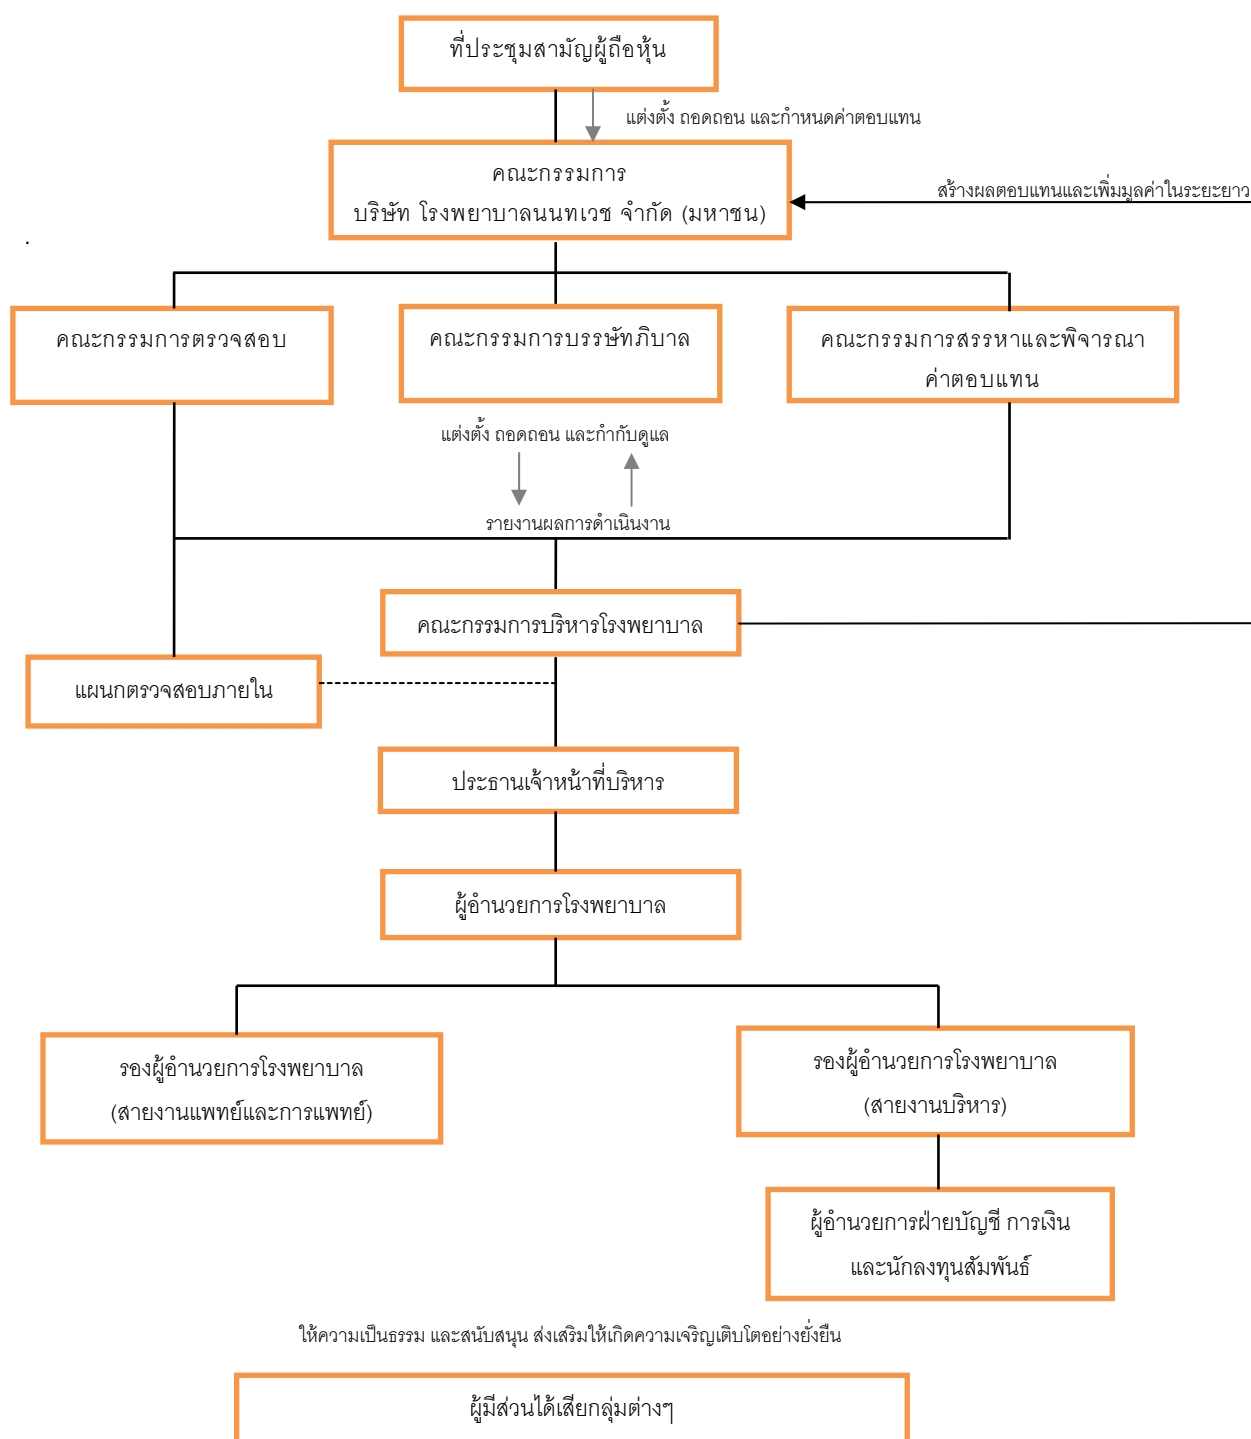 ที่ประชุมสามัญผู้ถือหุ้น
แต่งตั้ง ถอดถอน และกำหนดค่าตอบแทน
คณะกรรมการ
บริษัท โรงพยาบาลนนทเวช จำกัด (มหาชน)
สร้างผลตอบแทนและเพิ่มมูลค่าในระยะยาว
.
คณะกรรมการตรวจสอบ
คณะกรรมการบรรษัทภิบาล
คณะกรรมการสรรหาและพิจารณา
ค่าตอบแทน
แต่งตั้ง ถอดถอน และกำกับดูแล
รายงานผลการดำเนินงาน
คณะกรรมการบริหารโรงพยาบาล
แผนกตรวจสอบภายใน
ประธานเจ้าหน้าที่บริหาร
ผู้อำนวยการโรงพยาบาล
รองผู้อำนวยการโรงพยาบาล
(สายงานแพทย์และการแพทย์)
รองผู้อำนวยการโรงพยาบาล
(สายงานบริหาร)
ผู้อำนวยการฝ่ายบัญชี การเงิน
และนักลงทุนสัมพันธ์
ให้ความเป็นธรรม และสนับสนุน ส่งเสริมให้เกิดความเจริญเติบโตอย่างยั่งยืน
ผู้มีส่วนได้เสียกลุ่มต่างๆ